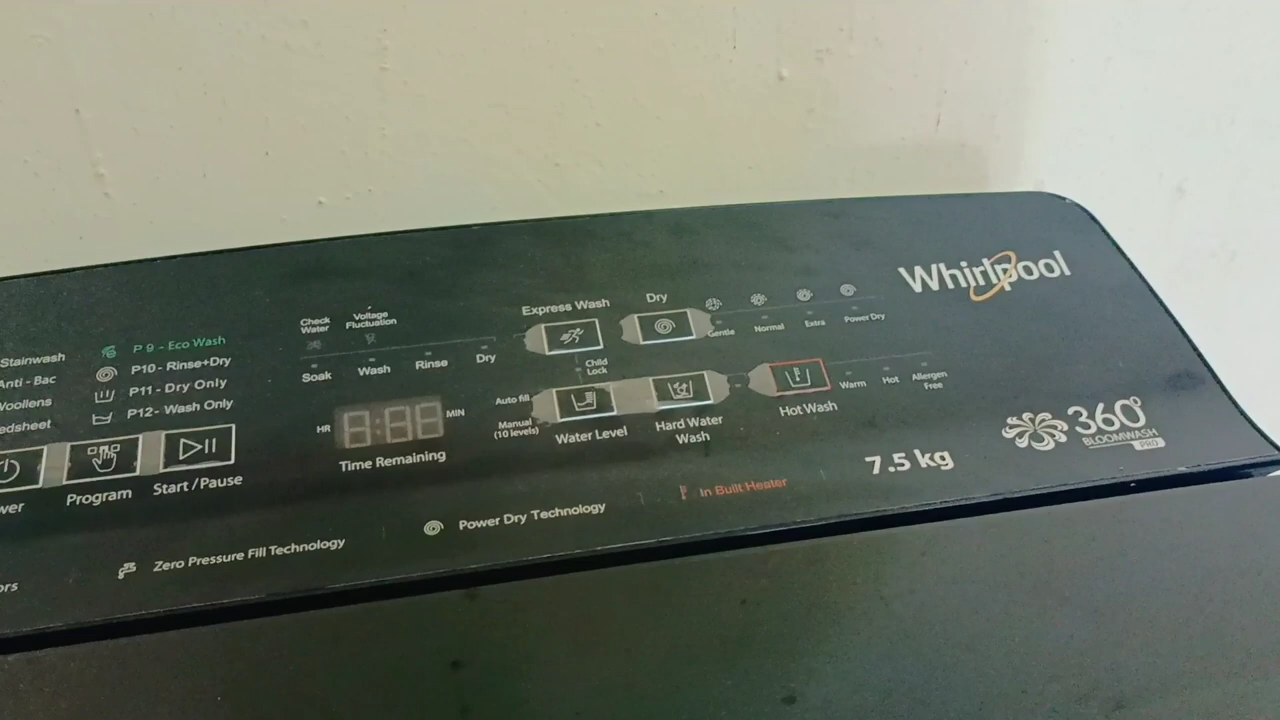 Stainwash
Anti - Bac
Woollens
edsheet
P 9 - Eco Wash
P10 - Rinse+Dry
P11 - Dry Only
P12- Wash Only
wer
Program
Start / Pause
Check
Water
Voltage
Fluctuation
Soak
Wash
Rinse
Dry
HR
8:88
MIN
Time Remaining
Express Wash
Dry
Gentle
Normal
Extra
Power Dry
Child
Lock
Auto fill
Manual
(10 levels)
Water Level
Hard Water
Wash
Hot Wash
Warm
Hot
Allergen
Free
Whirlpool
360°
BLOOMWASH
PRO
7.5 kg
In Built Heater
Power Dry Technology
Zero Pressure Fill Technology
ors